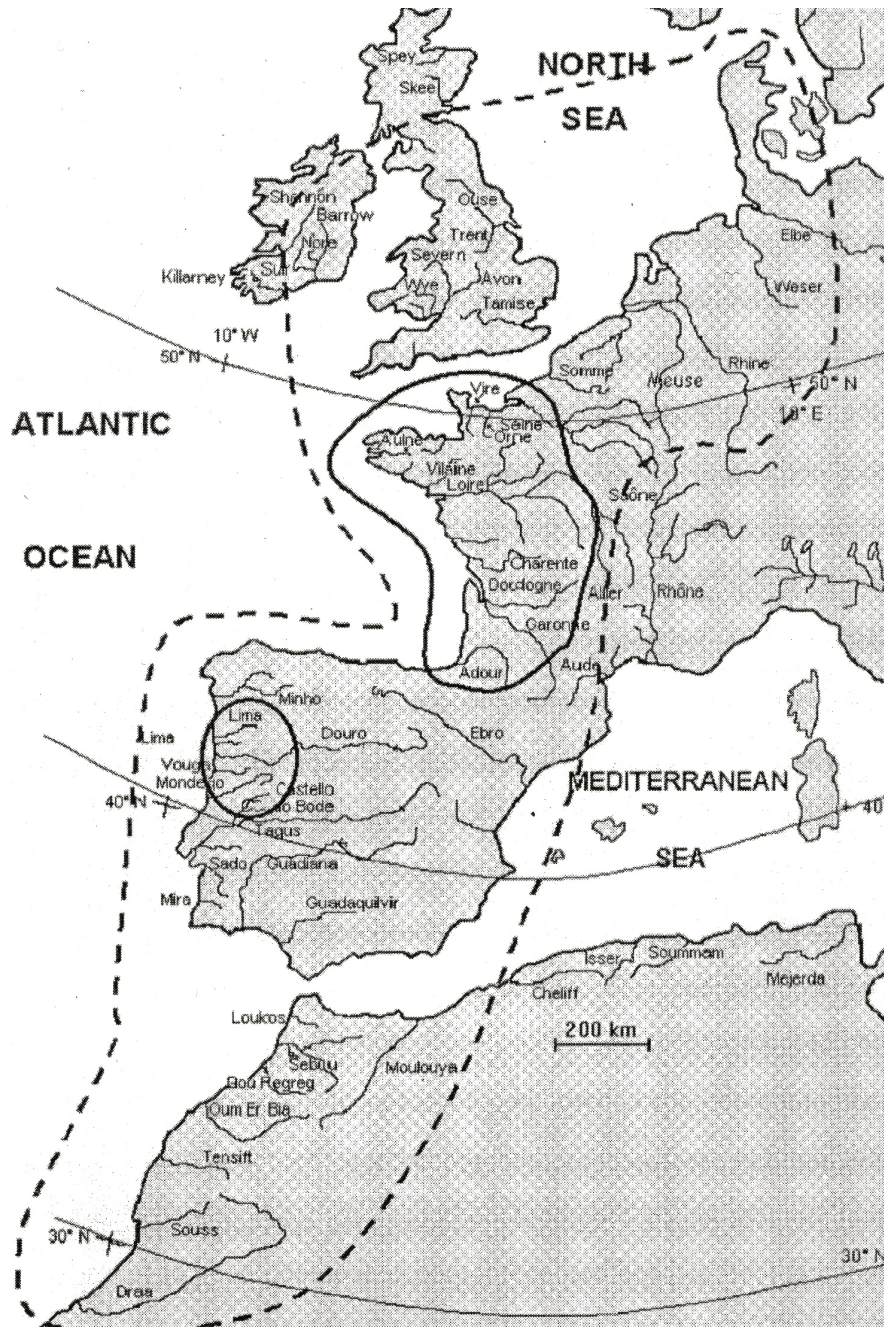 Spey
NORTH
Skee
SEA
Shannon
Barrow
Nore
Suir
Killarney
Ouse
Trent
Severn
Wye
Avon
Tamise
Elbe
Weser
10° W
50° N
Somme
Meuse
Rhine
50° N
10° E
ATLANTIC
Vire
Seine
Orne
Aulne
Vilaine
Loire
Saône
OCEAN
Charente
Dordogne
Allier
Rhône
Garonne
Adour
Aude
Minho
Lima
Lima
Douro
Ebro
Vouga
Mondego
Castello
do Bode
40° N
MEDITERRANEAN
40
Tagus
SEA
Sado
Guadiana
Mira
Guadaquilvir
Isser
Soummam
Cheliff
Mejerda
Loukos
200 km
Sebou
Moulouya
Bou Regreg
Oum Er Bia
Tensift
Souss
30° N
30° N
Draa